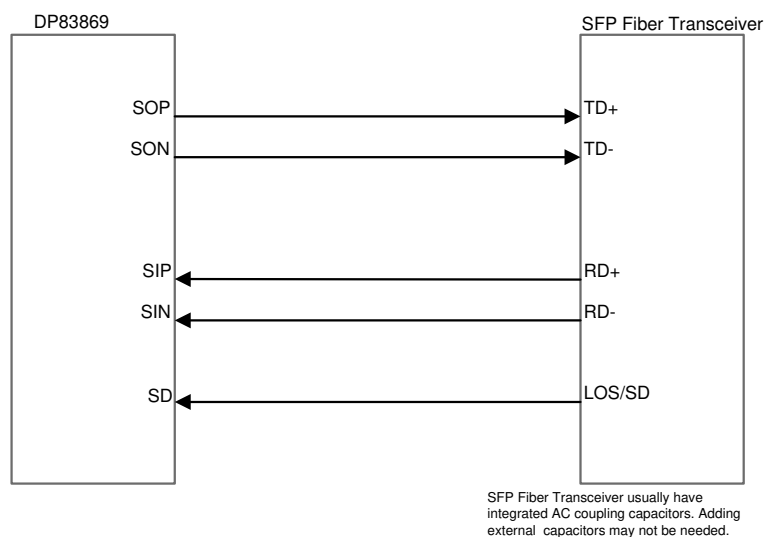 DP83869
SFP Fiber Transceiver
SOP
TD+
SON
TD-
SIP
RD+
SIN
RD-
SD
LOS/SD
SFP Fiber Transceiver usually have
integrated AC coupling capacitors. Adding
external capacitors may not be needed.